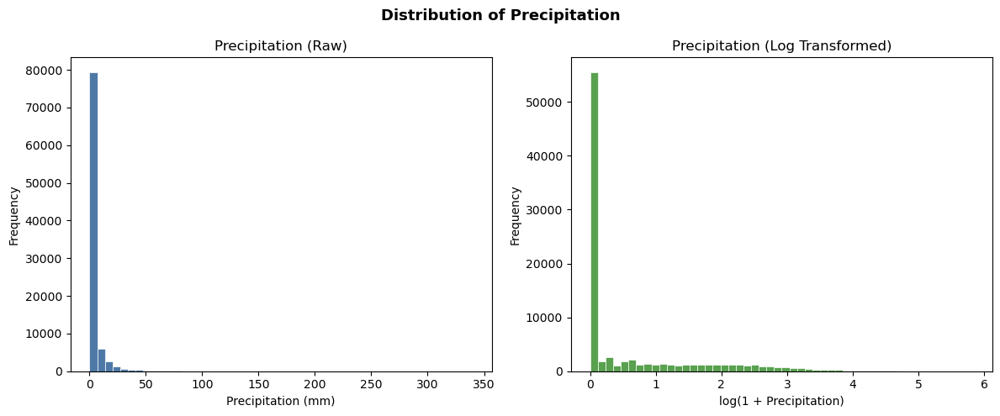 Distribution of Precipitation
Precipitation (Raw)
Frequency
80000
70000
60000
50000
40000
30000
20000
10000
0
0 50 100 150 200 250 300 350
Precipitation (mm)
Precipitation (Log Transformed)
Frequency
50000
40000
30000
20000
10000
0
0 1 2 3 4 5 6
log(1 + Precipitation)